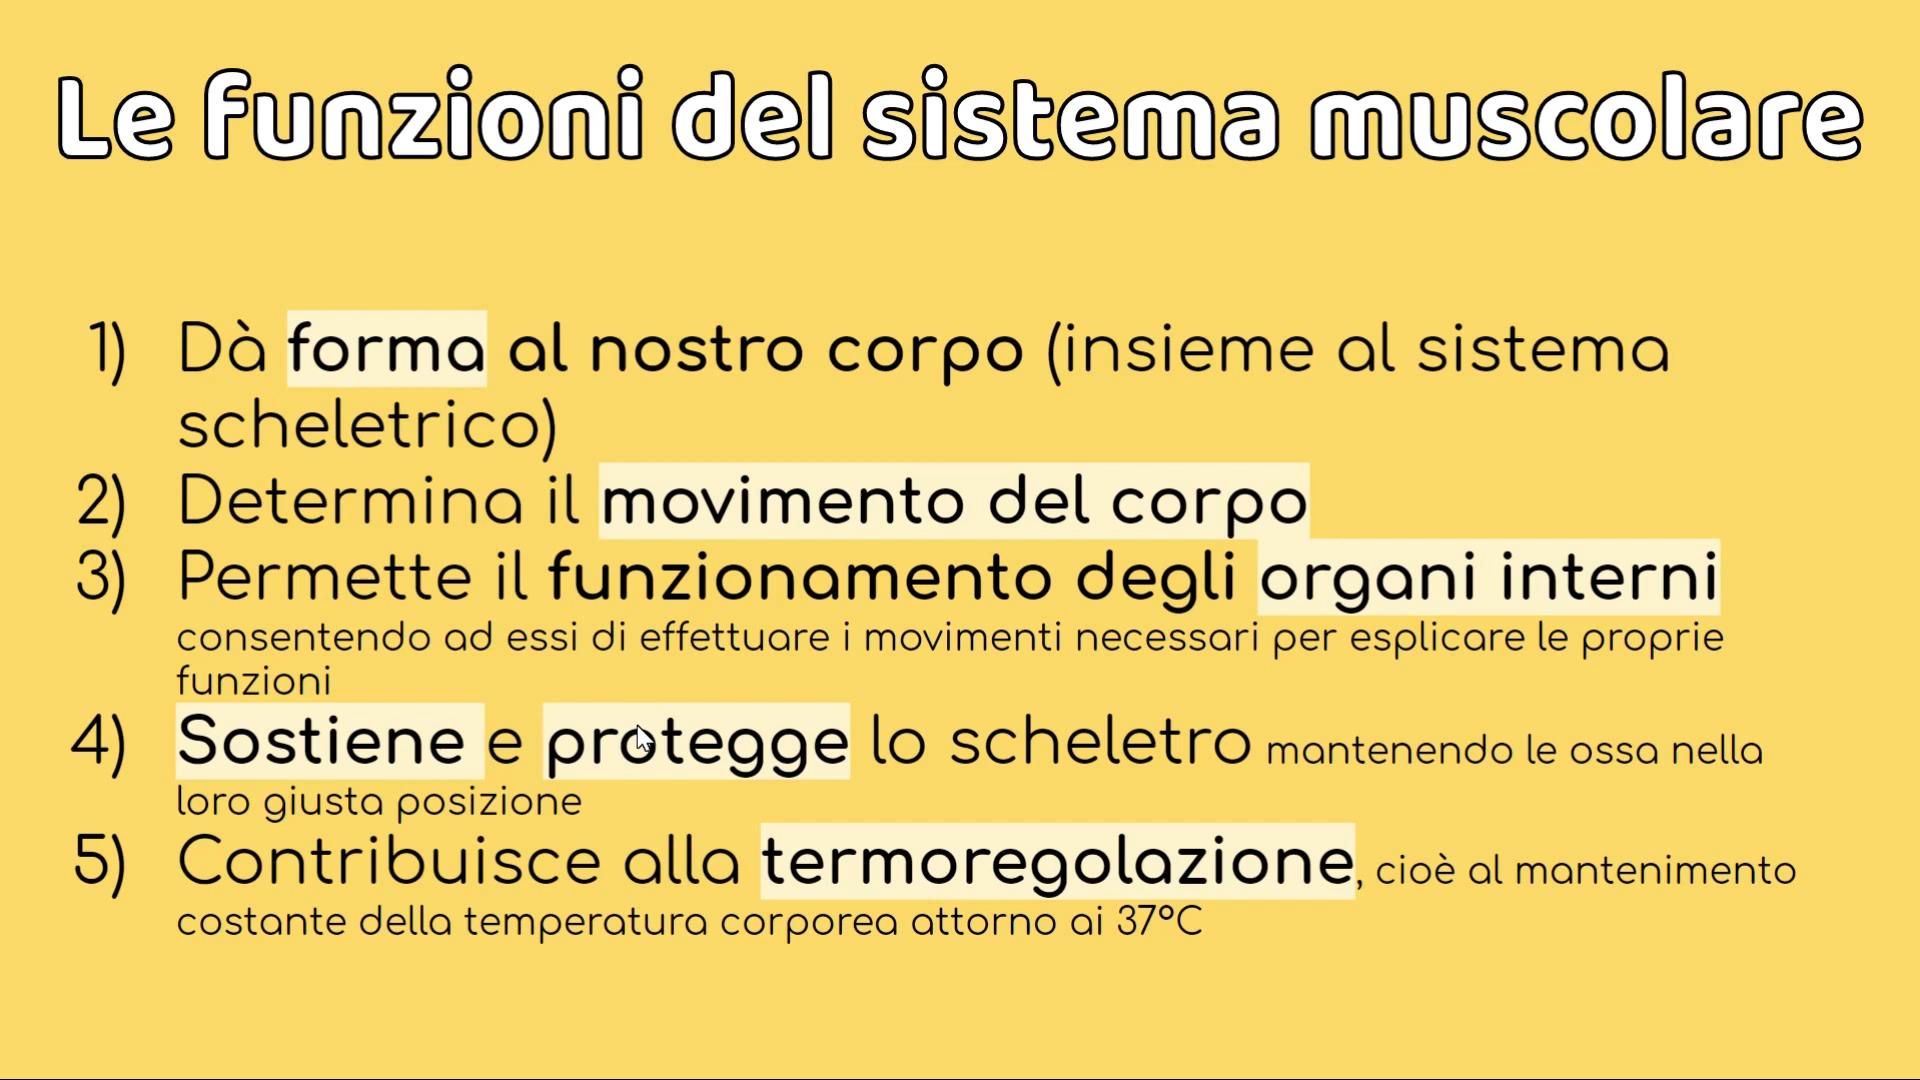 Le funzioni del sistema muscolare
1) Dà forma al nostro corpo (insieme al sistema
scheletrico)
2) Determina il movimento del corpo
3) Permette il funzionamento degli organi interni
consentendo ad essi di effettuare i movimenti necessari per esplicare le proprie
funzioni
4) Sostiene e protegge lo scheletro mantenendo le ossa nella
loro giusta posizione
5) Contribuisce alla termoregolazione, cioè al mantenimento
costante della temperatura corporea attorno ai 37°C